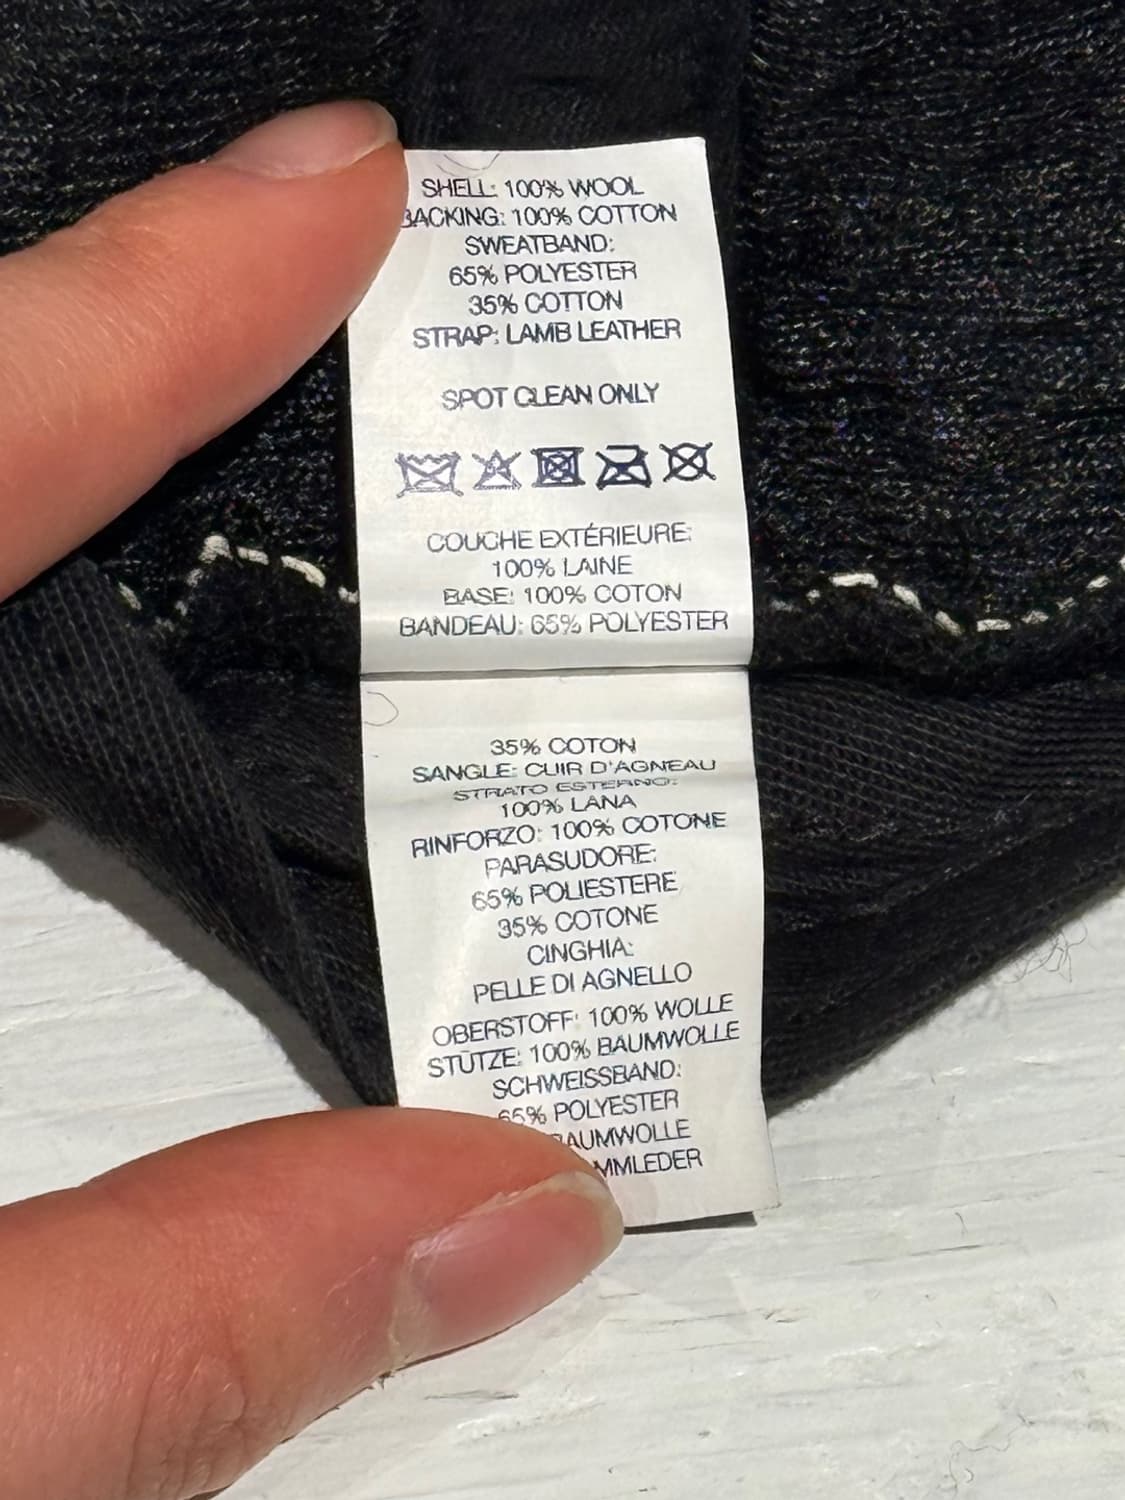 SHELL: 100% WOOL
BACKING: 100% COTTON
SWEATBAND:
65% POLYESTER
35% COTTON
STRAP: LAMB LEATHER
SPOT CLEAN ONLY
COUCHE EXTÉRIEURE:
100% LAINE
BASE: 100% COTON
BANDEAU: 65% POLYESTER
35% COTON
SANGLE: CUIR D'AGNEAU
STRATO ESTERNO:
100% LANA
RINFORZO: 100% COTONE
PARASUDORE:
65% POLIESTERE
35% COTONE
CINGHIA:
PELLE DI AGNELLO
OBERSTOFF: 100% WOLLE
STÜTZE: 100% BAUMWOLLE
SCHWEISSBAND:
65% POLYESTER
BAUMWOLLE